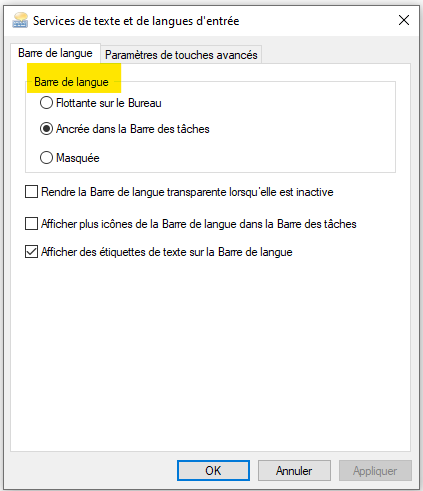 Services de texte et de langues d'entrée
Barre de langue
Paramètres de touches avancés
Barre de langue
Flottante sur le Bureau
Ancrée dans la Barre des tâches
Masquée
Rendre la Barre de langue transparente lorsqu'elle est inactive
Afficher plus icônes de la Barre de langue dans la Barre des tâches
Afficher des étiquettes de texte sur la Barre de langue
OK
Annuler
Appliquer